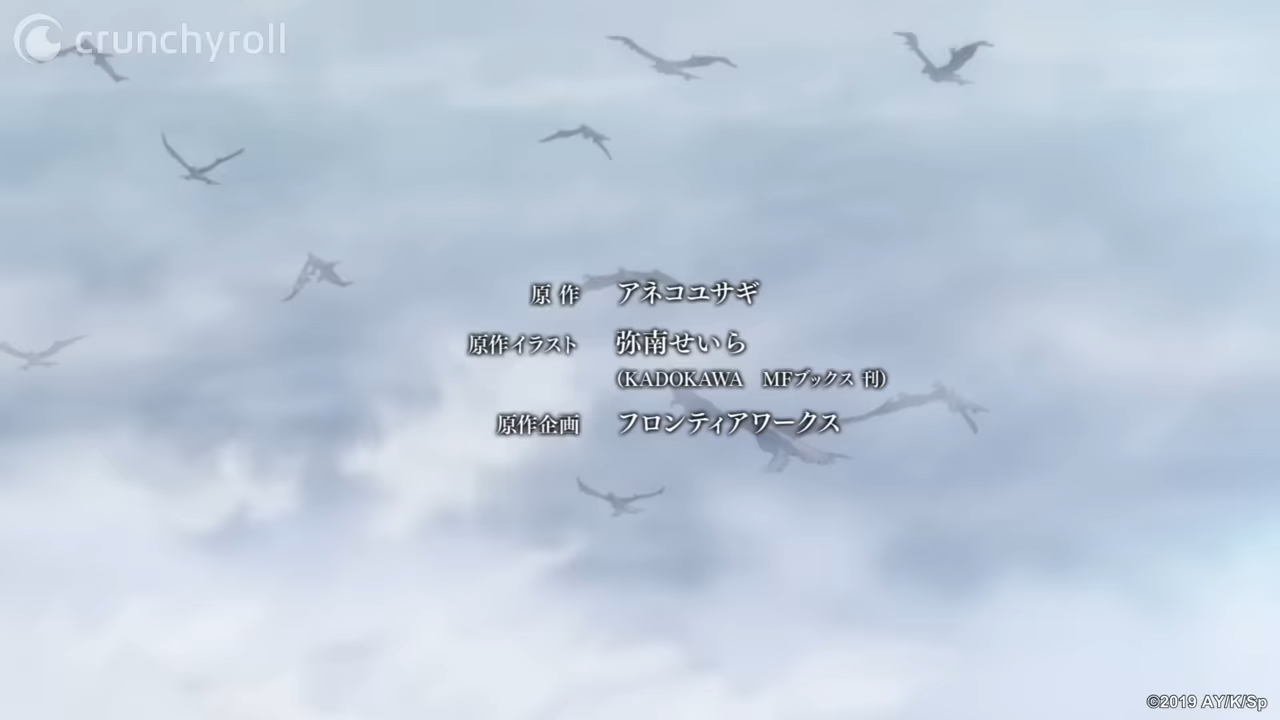 crunchyroll
原作 アネコユサギ
原作イラスト 弥南せいら
(KADOKAWA MFブックス 刊)
原作企画 フロンティアワークス
©2019 AY/K/Sp